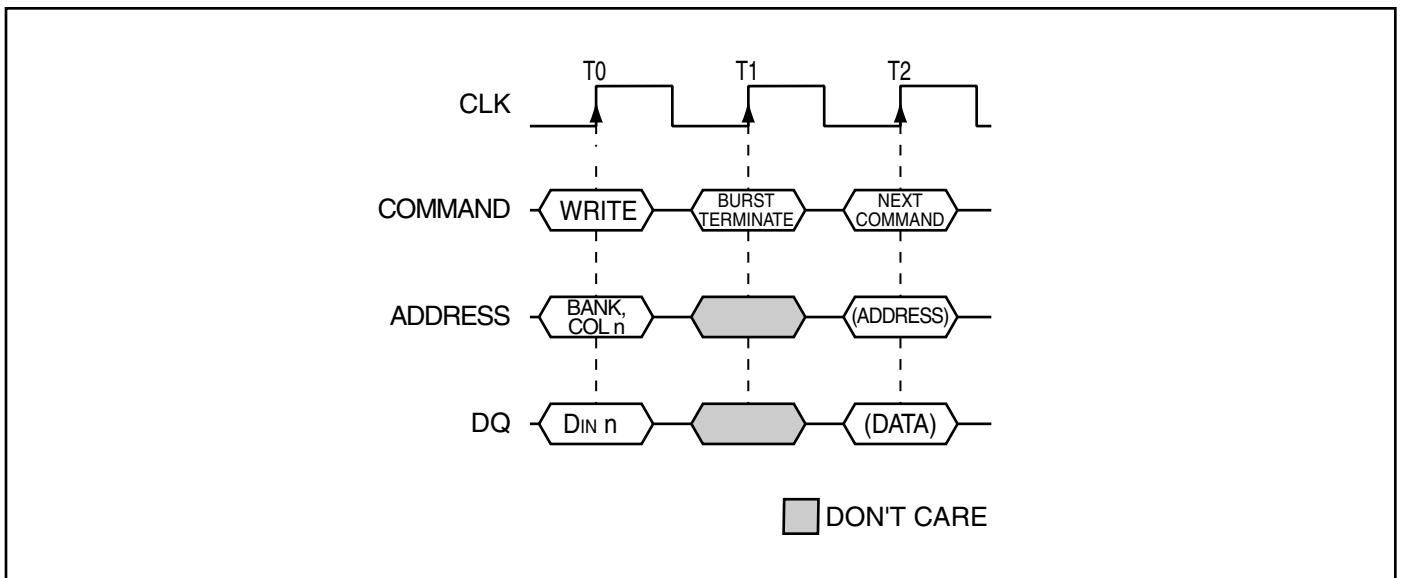 T0 T1 T2
CLK
COMMAND WRITE BURST TERMINATE NEXT COMMAND
ADDRESS BANK, COL n (ADDRESS)
DQ DIN n (DATA)
DON'T CARE